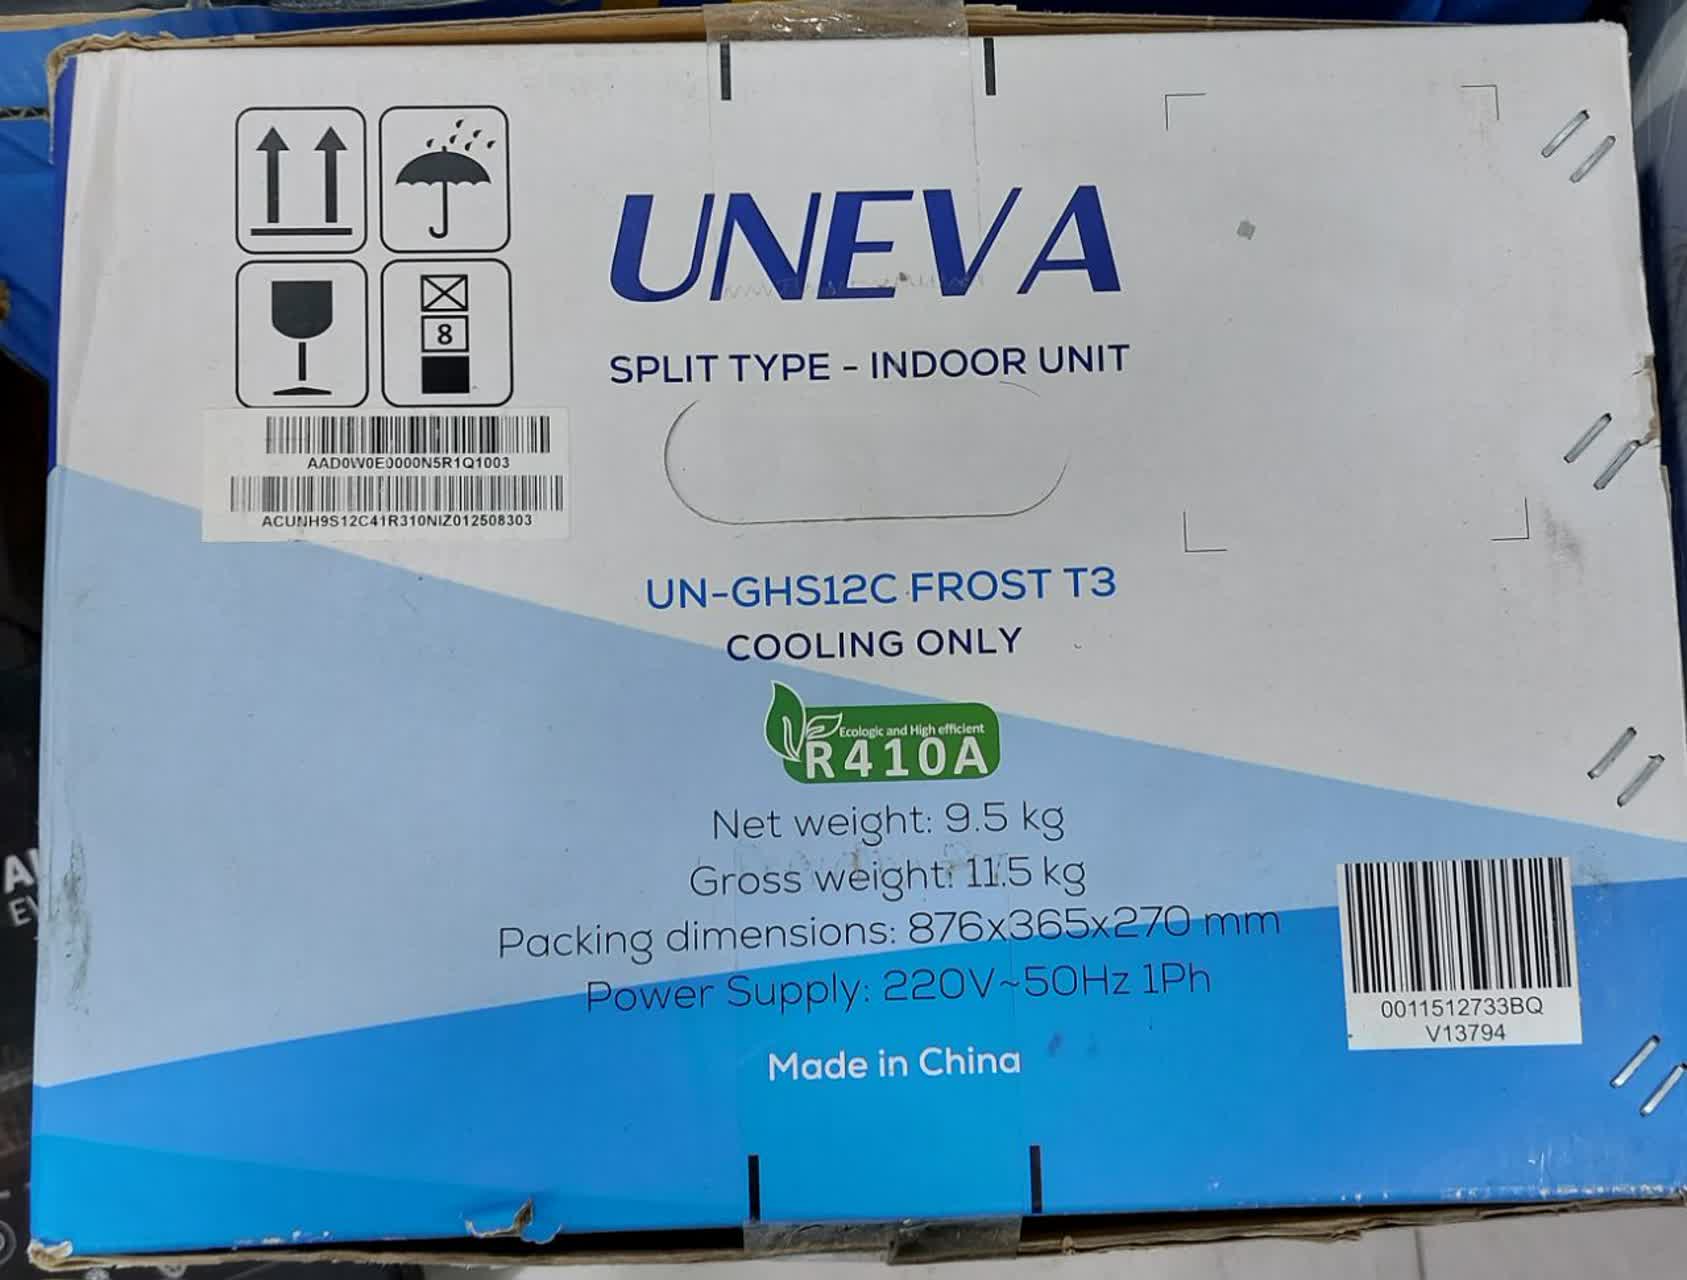 UNEVA
SPLIT TYPE - INDOOR UNIT
8
AAD0W0E0000N5R1Q1003
ACUNH9S12C41R310NIZ012508303
UN-GHS12C FROST T3
COOLING ONLY
Ecologic and High efficient
R410A
Net weight: 9.5 kg
Gross weight: 11.5 kg
Packing dimensions: 876x365x270 mm
Power Supply: 220V~50Hz 1Ph
0011512733BQ
V13794
Made in China